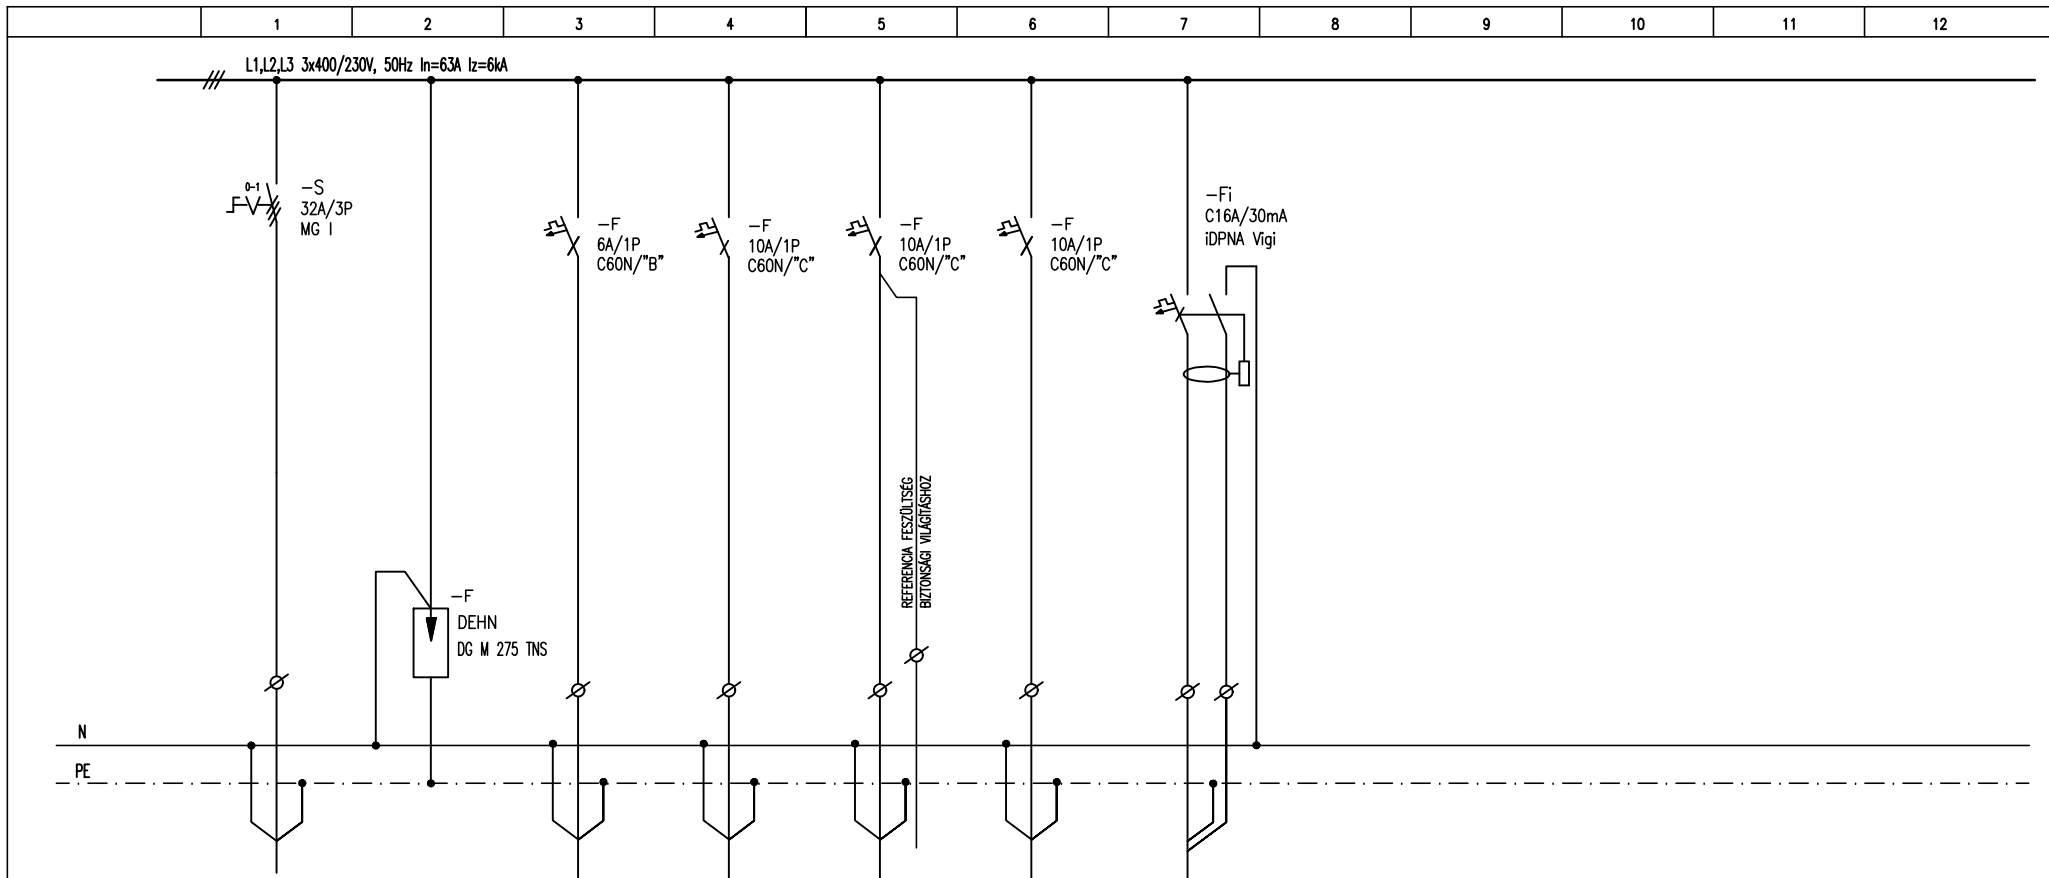 1 2 3 4 5 6 7 8 9 10 11 12
L1,L2,L3 3x400/230V, 50Hz In=63A Iz=6kA
0-1
-S
32A/3P
MG I
-F
DEHN
DG M 275 TNS
-F
6A/1P
C60N/"B"
-F
10A/1P
C60N/"C"
-F
10A/1P
C60N/"C"
REFERENCIA FESZÜLTSÉG
BIZTONSÁGI VILÁGÍTÁSHOZ
-F
10A/1P
C60N/"C"
-Fi
C16A/30mA
iDPNA Vigi
N
PE